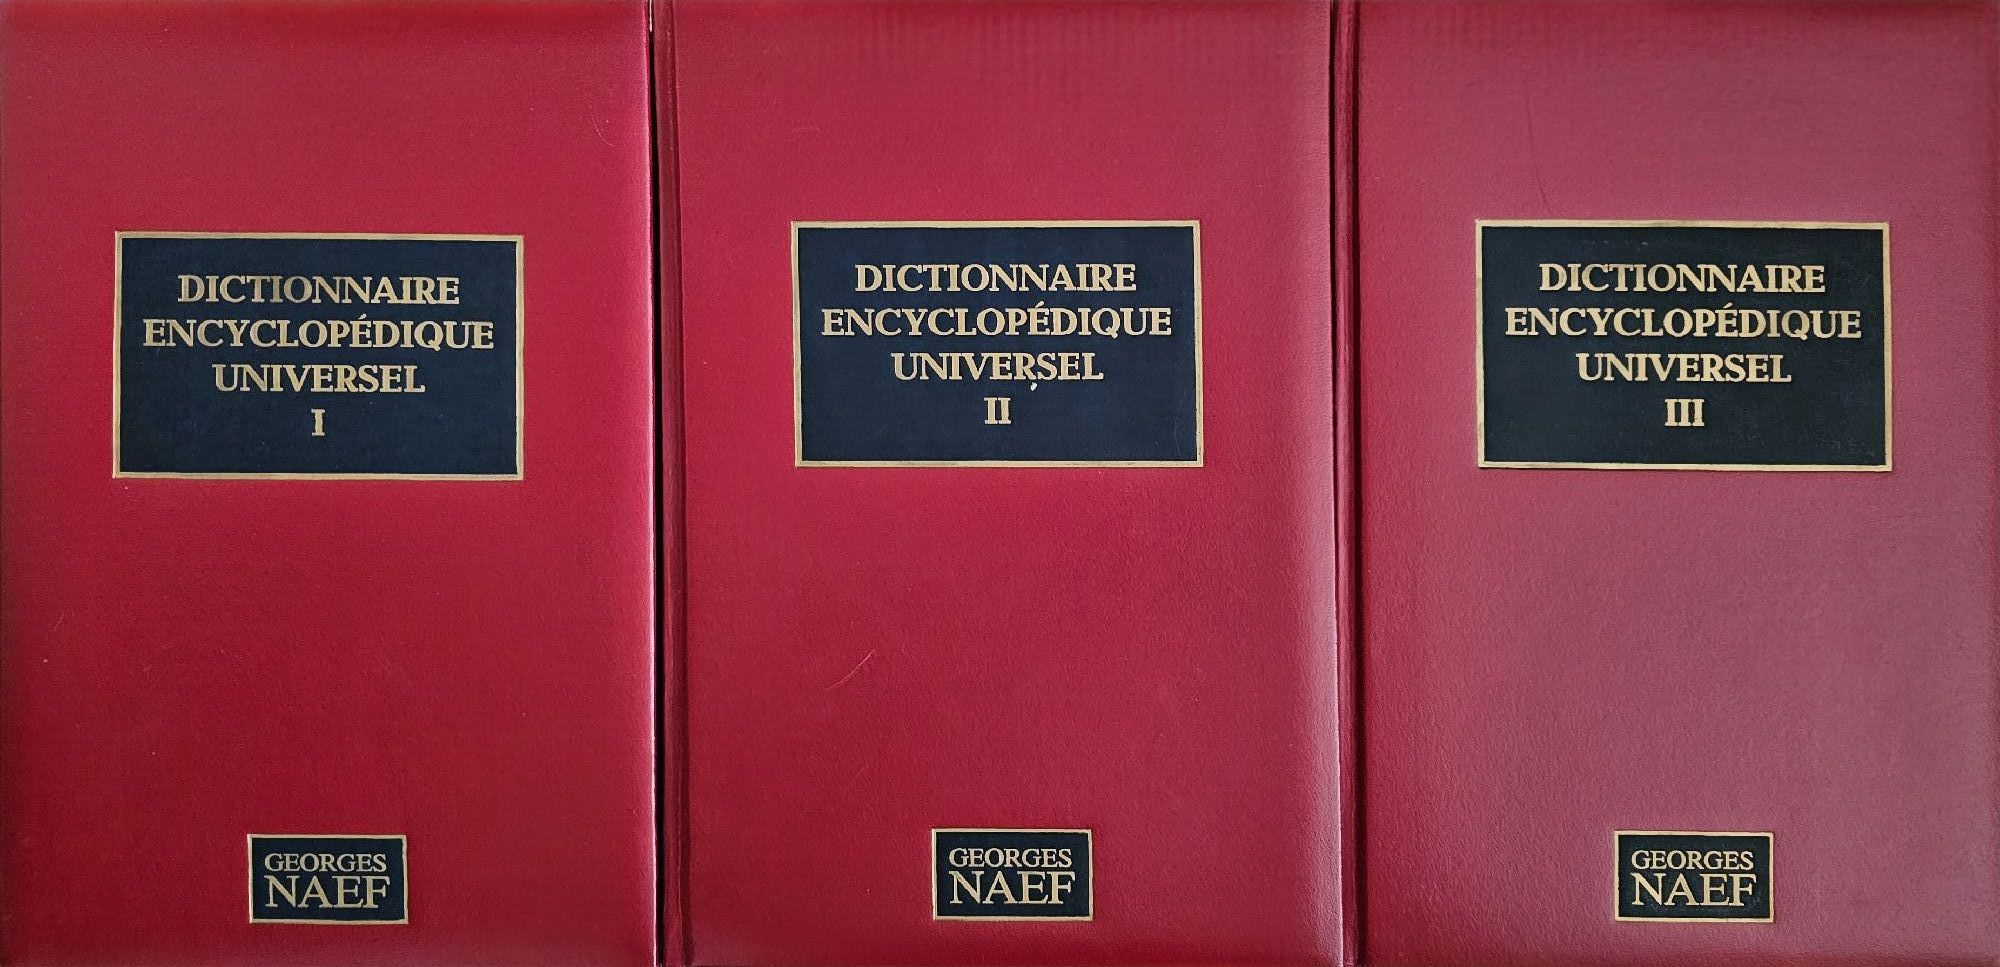 DICTIONNAIRE
ENCYCLOPÉDIQUE
UNIVERSEL
I
GEORGES
NAEF
DICTIONNAIRE
ENCYCLOPÉDIQUE
UNIVERSEL
II
GEORGES
NAEF
DICTIONNAIRE
ENCYCLOPÉDIQUE
UNIVERSEL
III
GEORGES
NAEF